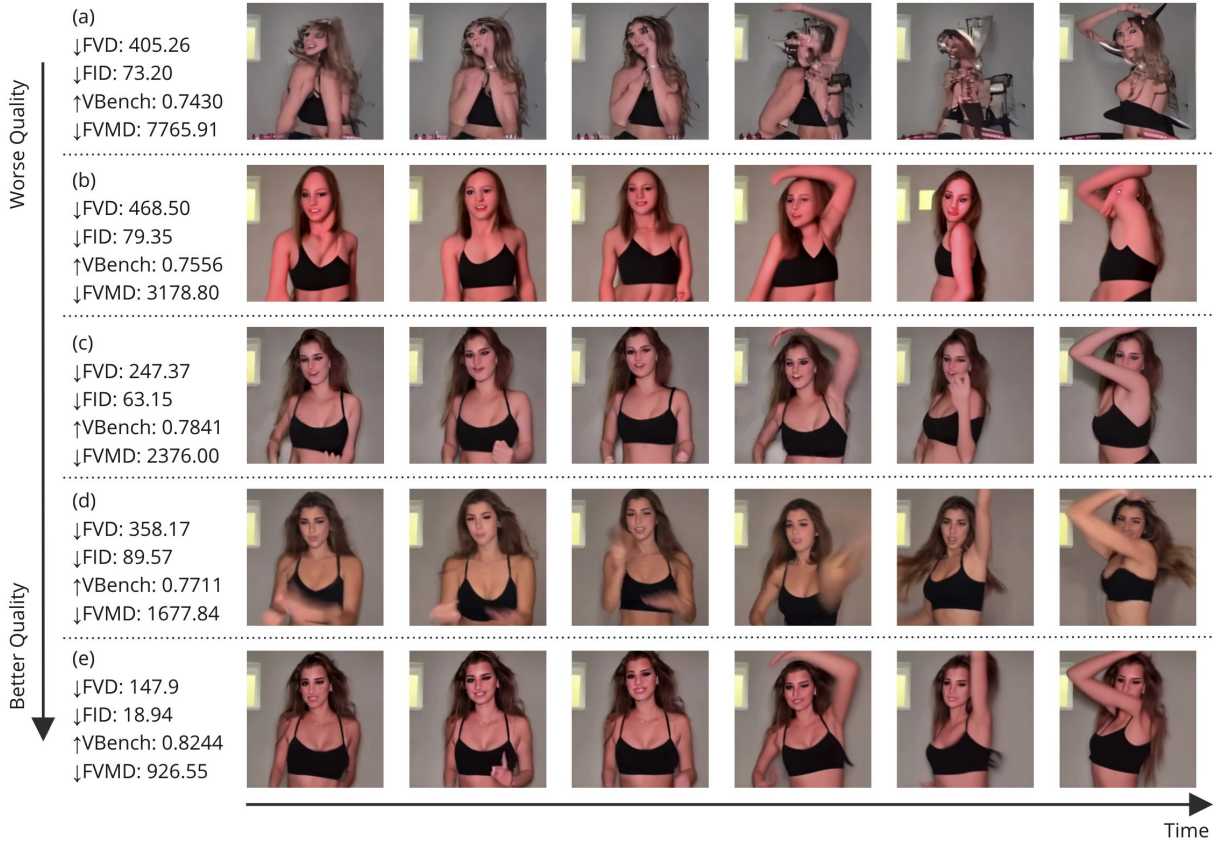 Worse Quality
Better Quality
(a)
↓FVD: 405.26
↓FID: 73.20
↑VBench: 0.7430
↓FVMD: 7765.91
(b)
↓FVD: 468.50
↓FID: 79.35
↑VBench: 0.7556
↓FVMD: 3178.80
(c)
↓FVD: 247.37
↓FID: 63.15
↑VBench: 0.7841
↓FVMD: 2376.00
(d)
↓FVD: 358.17
↓FID: 89.57
↑VBench: 0.7711
↓FVMD: 1677.84
(e)
↓FVD: 147.9
↓FID: 18.94
↑VBench: 0.8244
↓FVMD: 926.55
Time